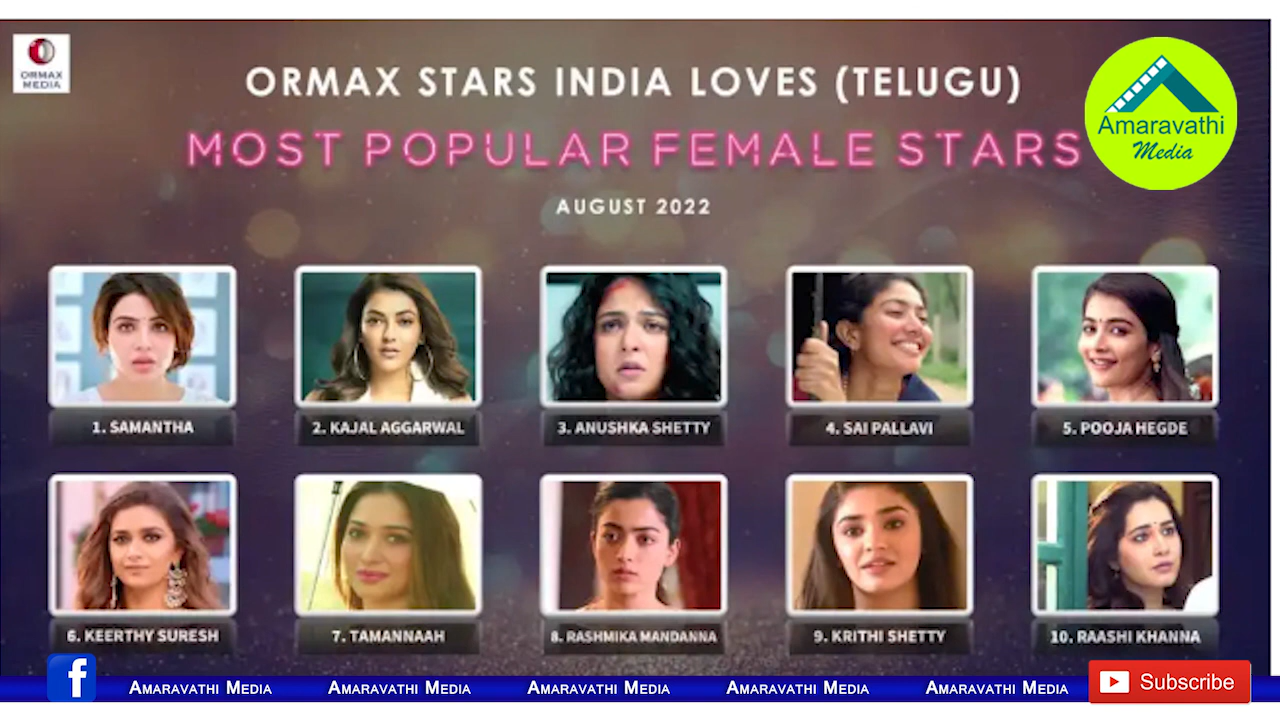 ORMAX
MEDIA
ORMAX STARS INDIA LOVES (TELUGU)
MOST POPULAR FEMALE STARS
AUGUST 2022
Amaravathi
Media
1. SAMANTHA
2. KAJAL AGGARWAL
3. ANUSHKA SHETTY
4. SAI PALLAVI
5. POOJA HEGDE
6. KEERTHY SURESH
7. TAMANNAAH
8. RASHMIKA MANDANNA
9. KRITHI SHETTY
10. RAASHI KHANNA
f
AMARAVATHI MEDIA AMARAVATHI MEDIA AMARAVATHI MEDIA AMARAVATHI MEDIA AMARAVATHI MEDIA
Subscribe